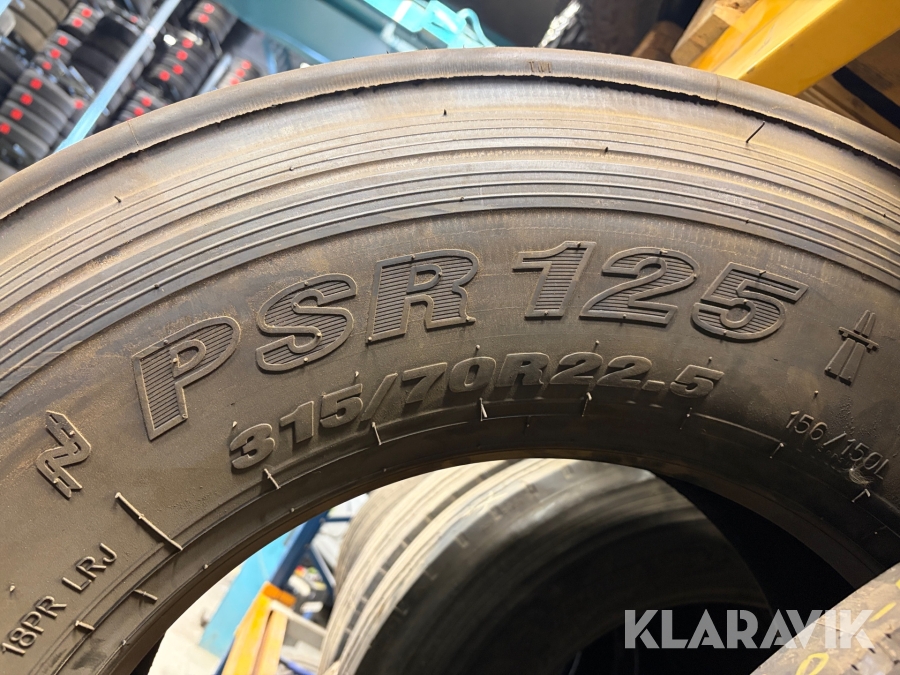 PSR 125
315/70R22.5
156/150L
18PR LRJ
KLARAVIK